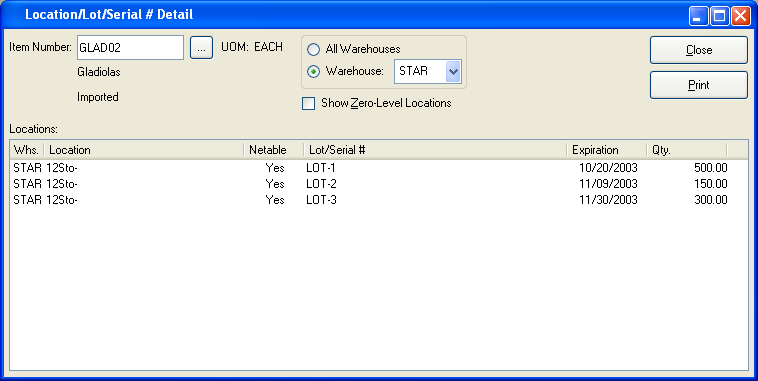 Location/Lot/Serial # Detail
Item Number: GLAD02 ... UOM: EACH
Gladiolas
Imported
All Warehouses
Warehouse: STAR
Show Zero-Level Locations
Close
Print
Locations:
Whs. Location Netable Lot/Serial # Expiration Qty.
STAR 12Sto- Yes LOT-1 10/20/2003 500.00
STAR 12Sto- Yes LOT-2 11/09/2003 150.00
STAR 12Sto- Yes LOT-3 11/30/2003 300.00